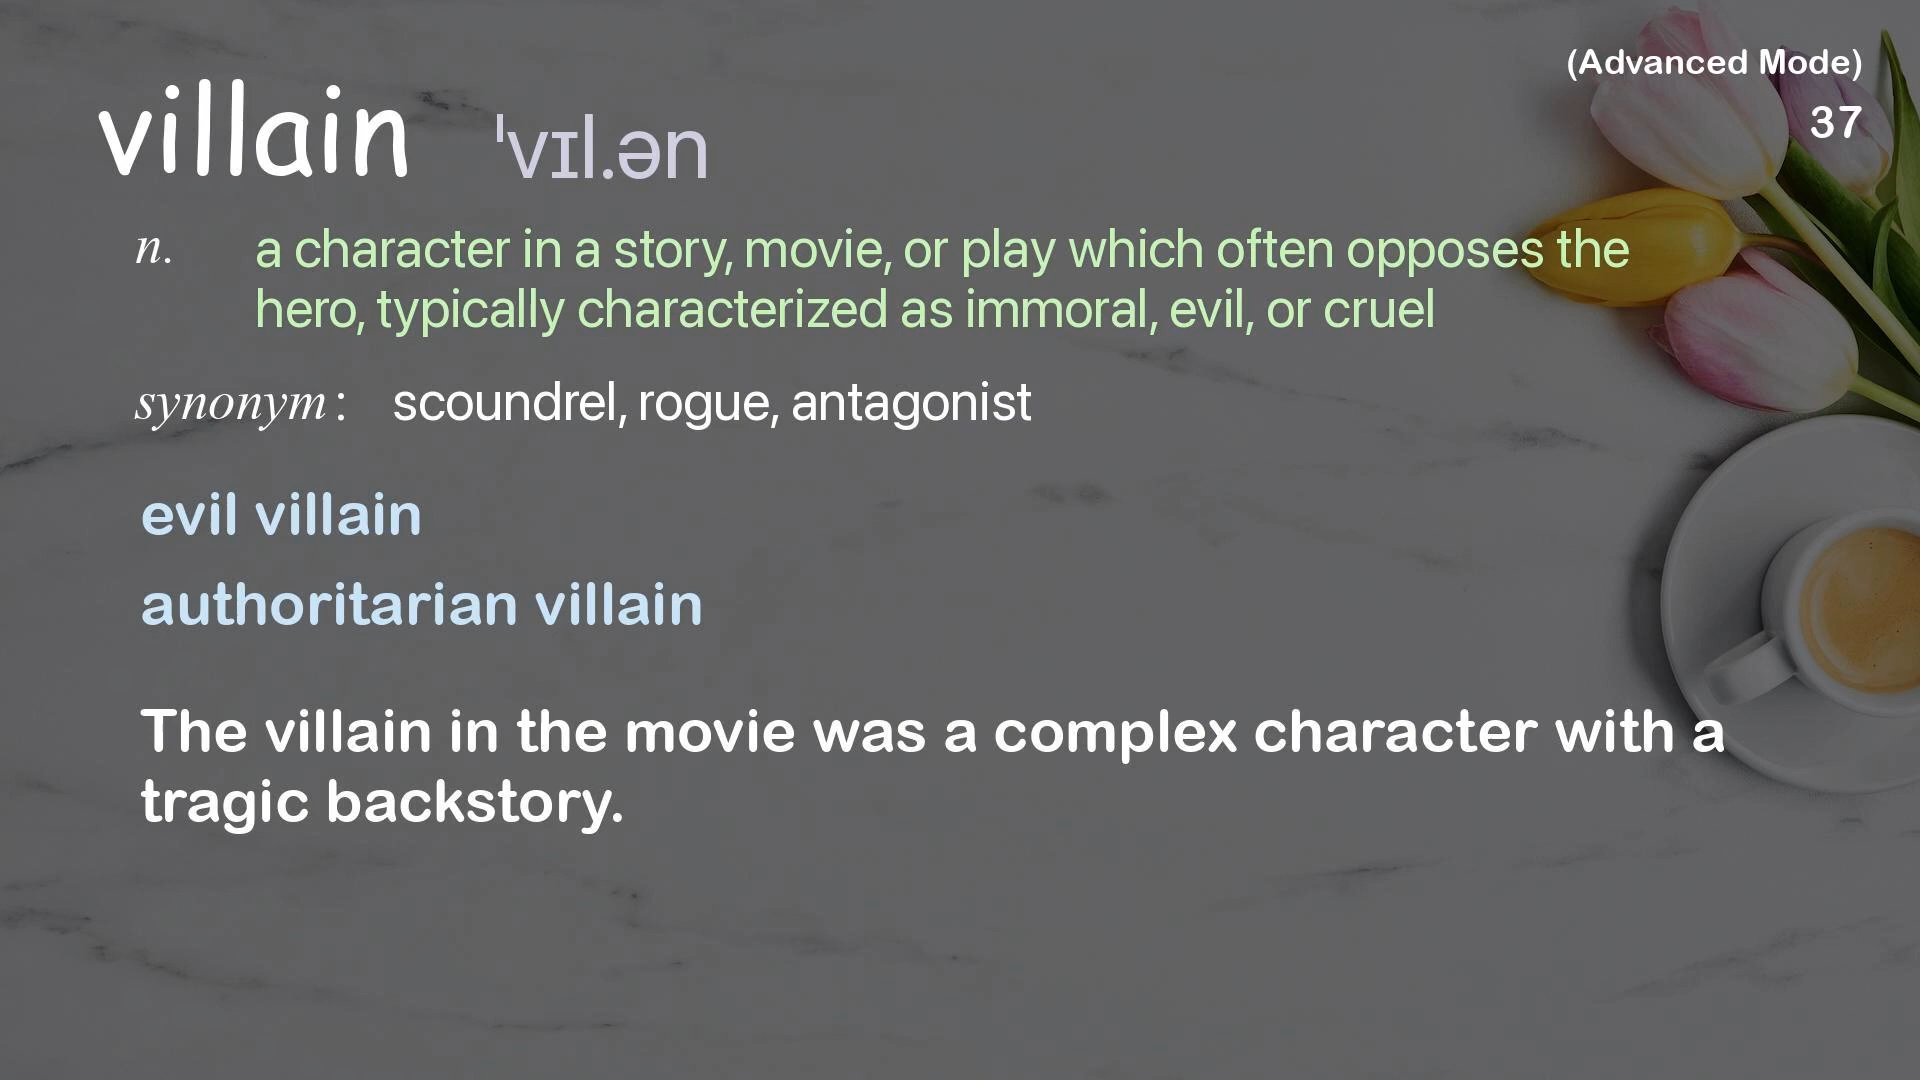 (Advanced Mode)
37
villain ˈvɪl.ən
n. a character in a story, movie, or play which often opposes the
hero, typically characterized as immoral, evil, or cruel
synonym : scoundrel, rogue, antagonist
evil villain
authoritarian villain
The villain in the movie was a complex character with a
tragic backstory.